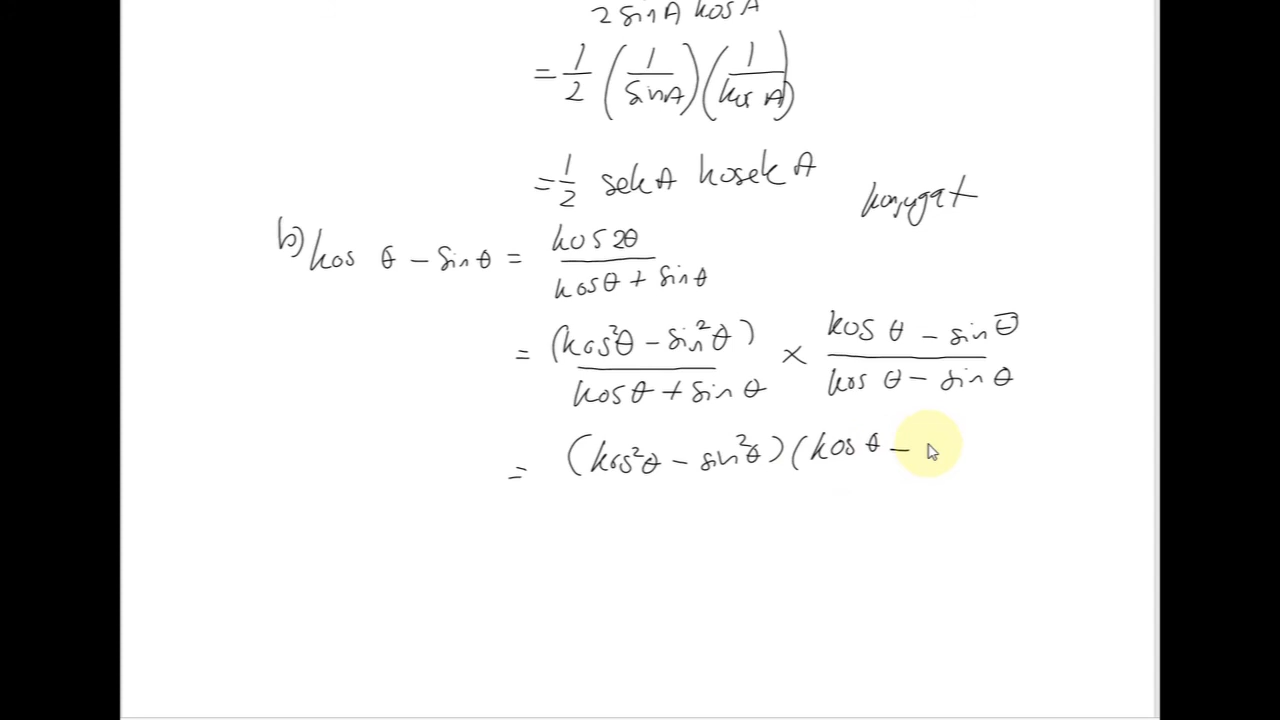 2 sin A kos A
= 1/2 (1/sin A)(1/kos A)
= 1/2 sek A kosek A
konjugat
b) kos θ - sin θ = kos 2θ / kos θ + sin θ
= (kos²θ - sin²θ) / kos θ + sin θ × kos θ - sin θ / kos θ - sin θ
= (kos²θ - sin²θ)(kos θ -